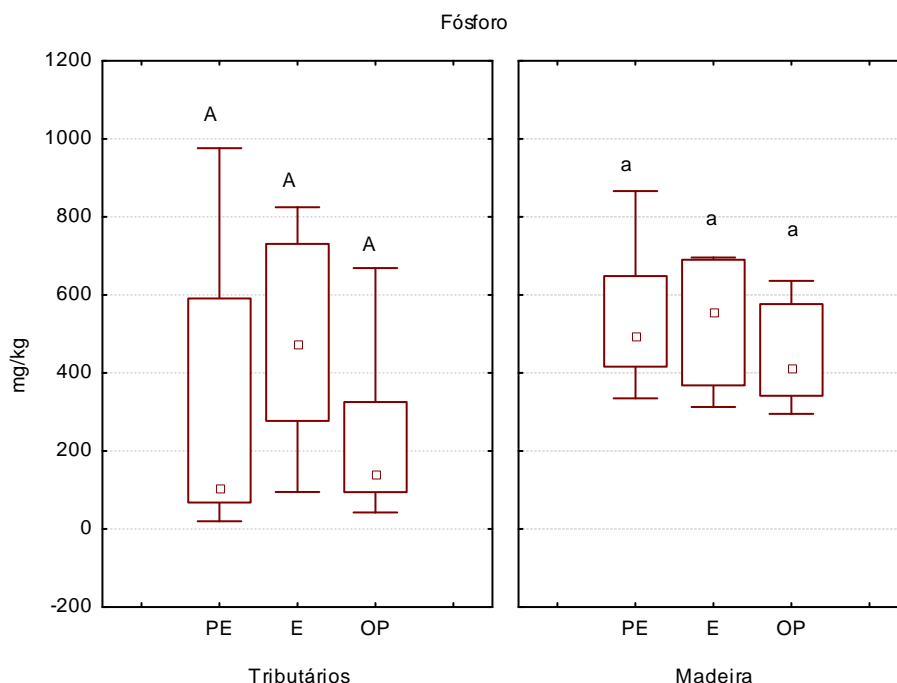 Fósforo
1200
1000
800
600
400
200
0
-200
mg/kg
A
A
A
a
a
a
PE E OP
PE E OP
Tributários
Madeira